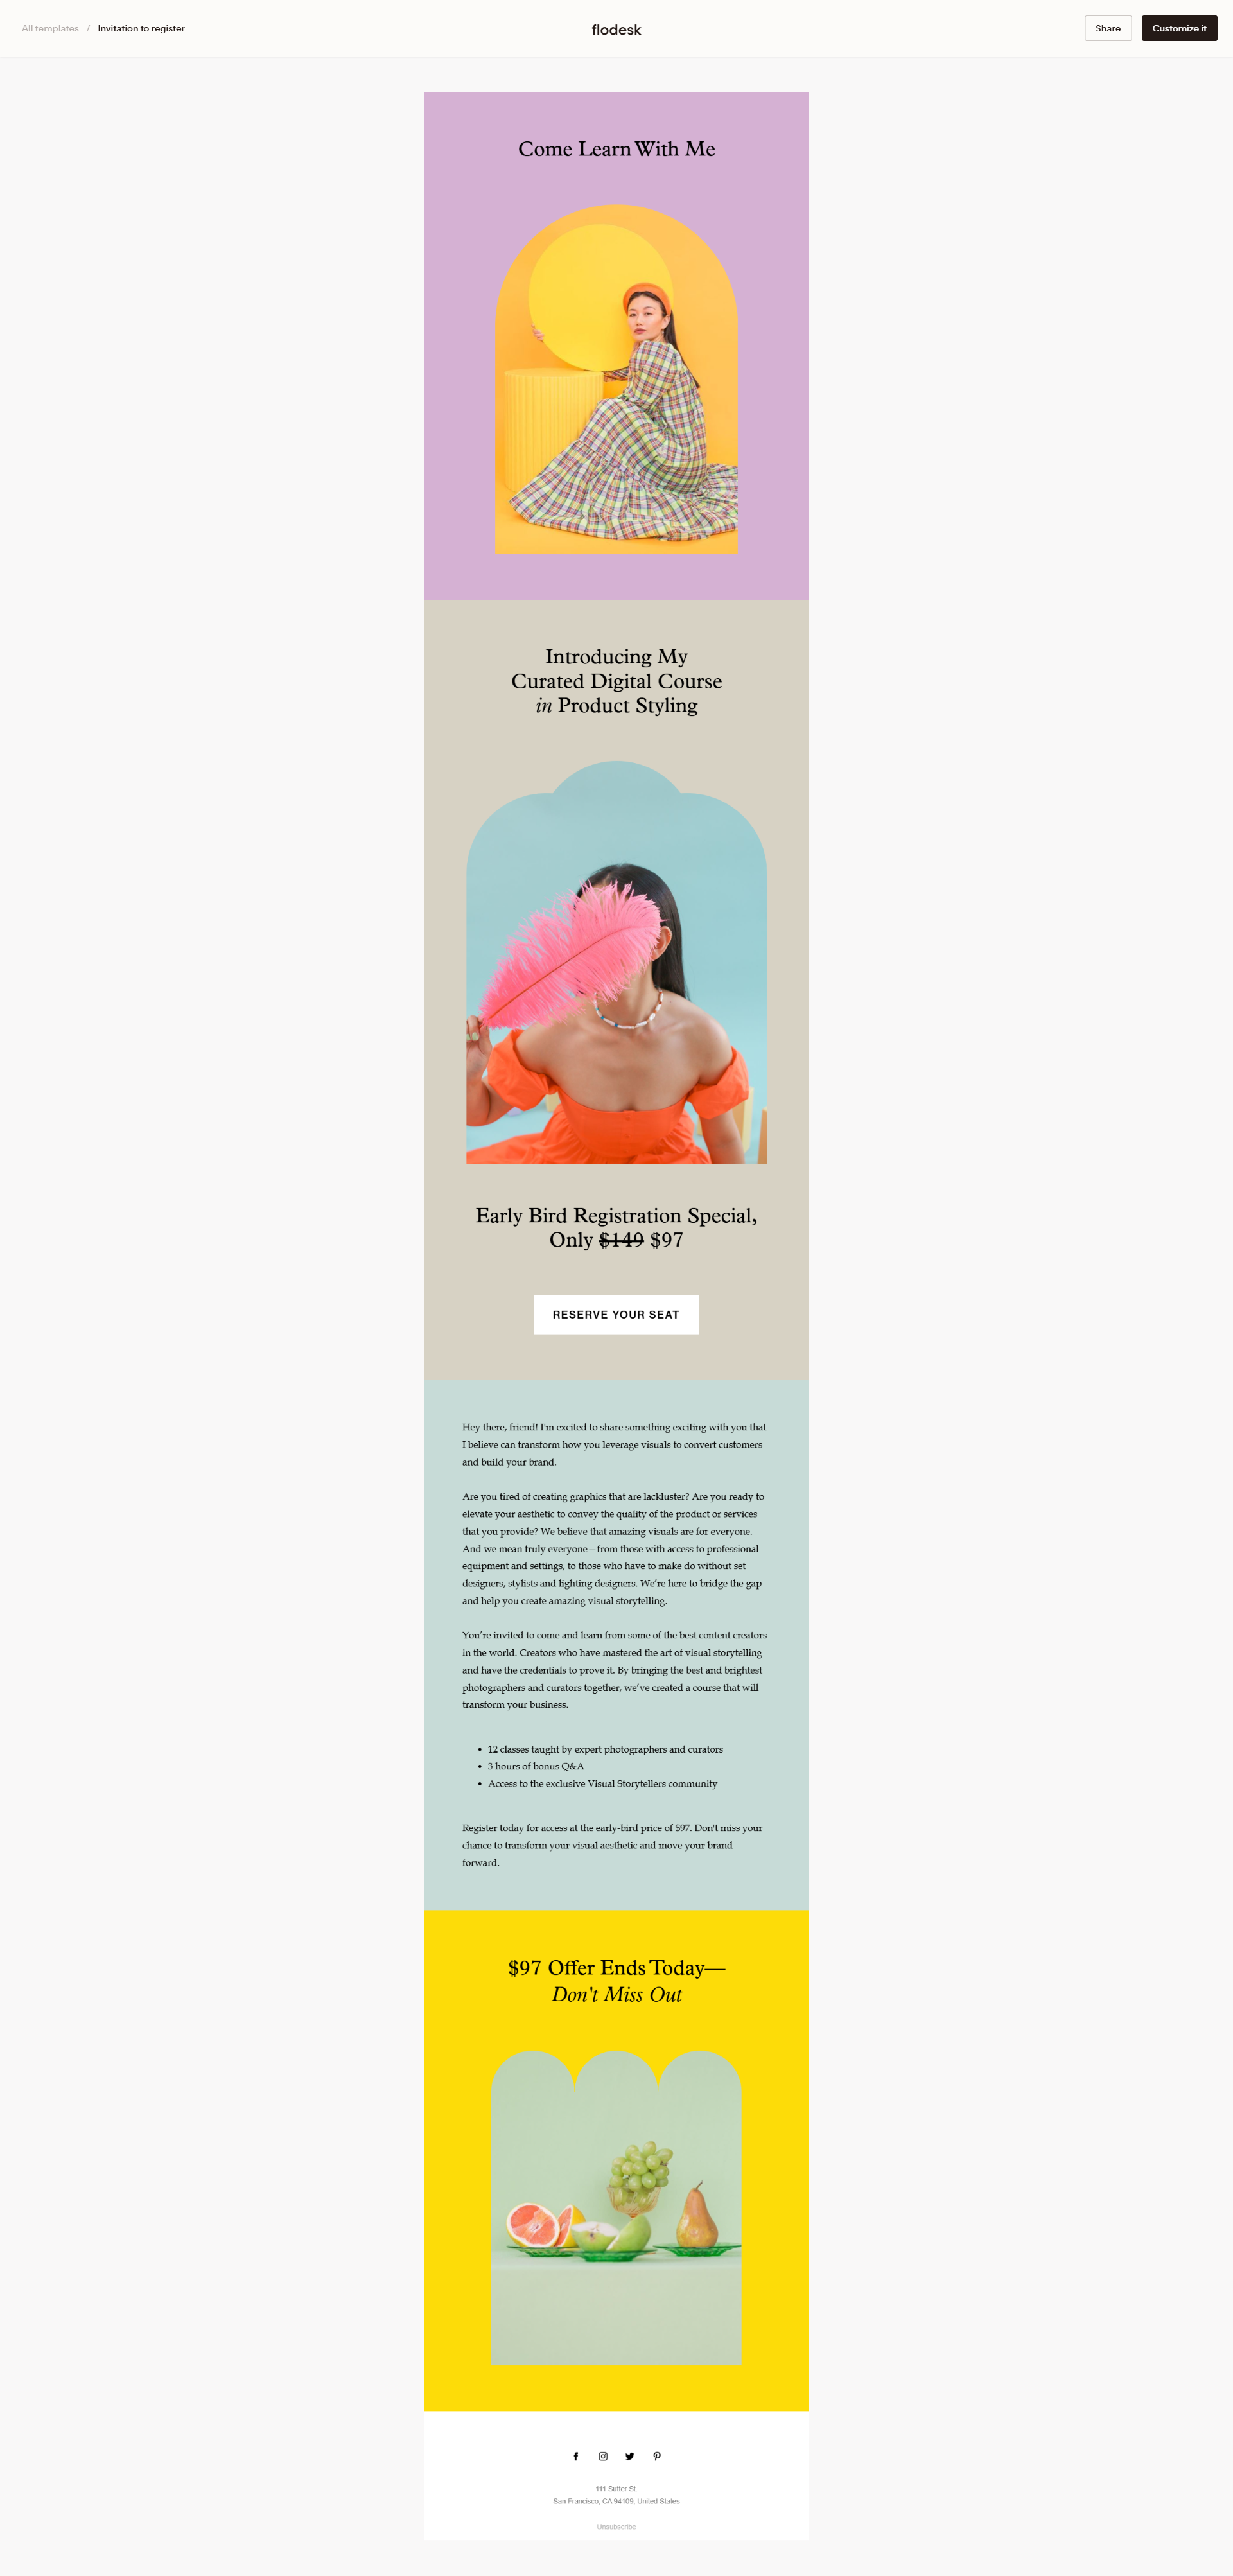 All templates / Invitation to register
flodesk
Share
Customize it
Come Learn With Me
Introducing My
Curated Digital Course
in Product Styling
Early Bird Registration Special,
Only $149 $97
RESERVE YOUR SEAT
Hey there, friend! I'm excited to share something exciting with you that
I believe can transform how you leverage visuals to convert customers
and build your brand.
Are you tired of creating graphics that are lackluster? Are you ready to
elevate your aesthetic to convey the quality of the product or services
that you provide? We believe that amazing visuals are for everyone.
And we mean truly everyone—from those with access to professional
equipment and settings, to those who have to make do without set
designers, stylists and lighting designers. We’re here to bridge the gap
and help you create amazing visual storytelling.
You’re invited to come and learn from some of the best content creators
in the world. Creators who have mastered the art of visual storytelling
and have the credentials to prove it. By bringing the best and brightest
photographers and curators together, we’ve created a course that will
transform your business.
• 12 classes taught by expert photographers and curators
• 3 hours of bonus Q&A
• Access to the exclusive Visual Storytellers community
Register today for access at the early-bird price of $97. Don't miss your
chance to transform your visual aesthetic and move your brand
forward.
$97 Offer Ends Today—
Don't Miss Out
111 Sutter St.
San Francisco, CA 94109, United States
Unsubscribe